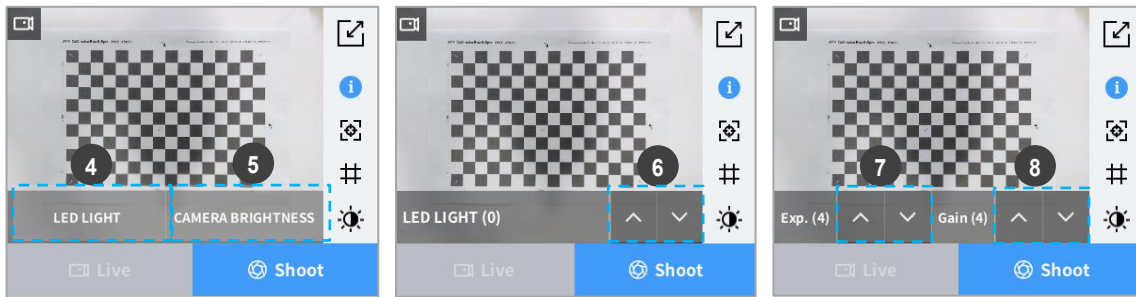 4
5
LED LIGHT
CAMERA BRIGHTNESS
Live
Shoot
6
LED LIGHT (0)
Live
Shoot
7
8
Exp. (4)
Gain (4)
Live
Shoot